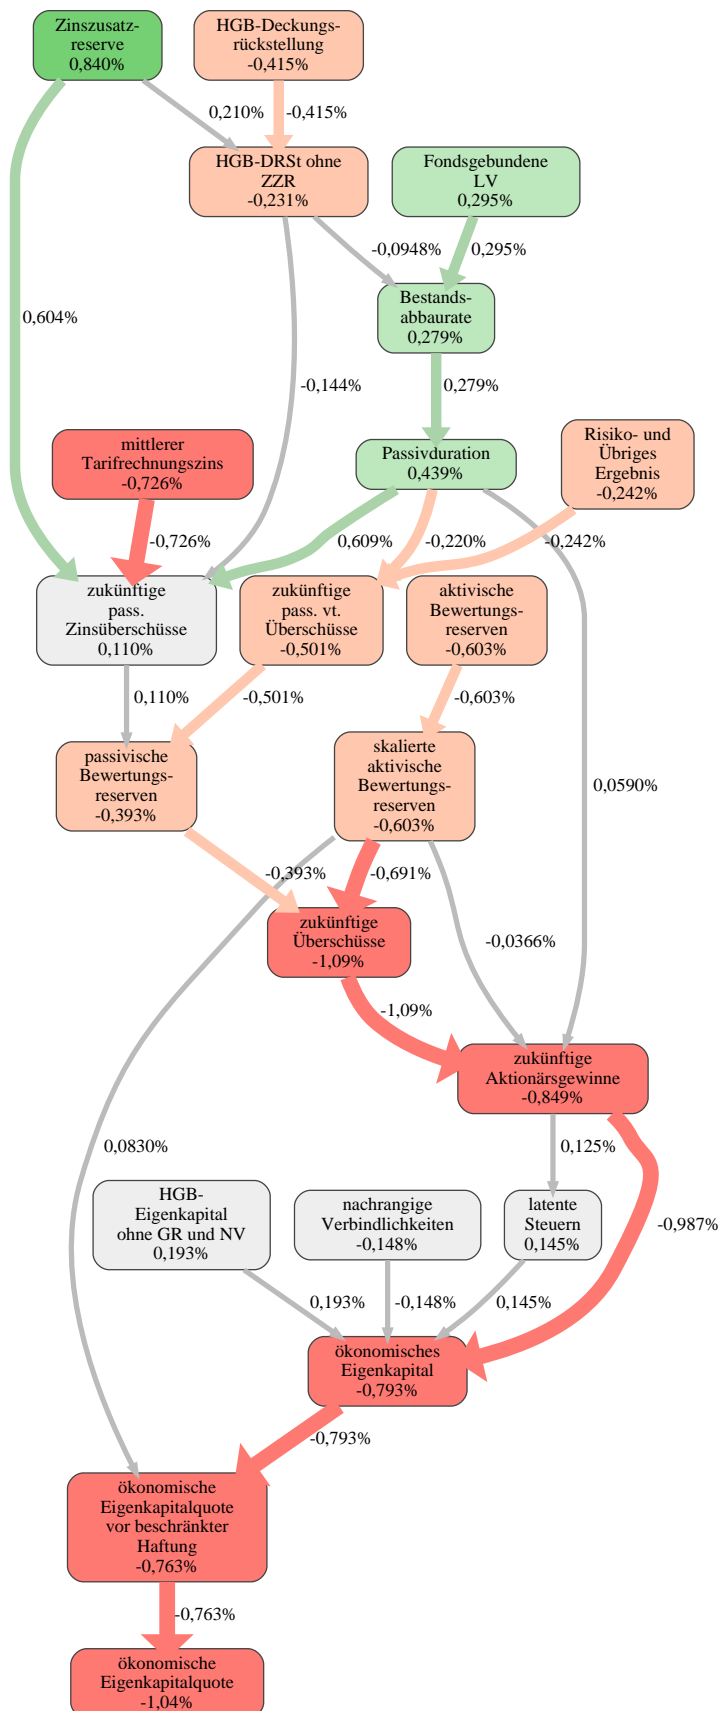 Zinszusatz-
reserve
0,840%
HGB-Deckungs-
rückstellung
-0,415%
0,210%
-0,415%
HGB-DRSt ohne
ZZR
-0,231%
Fondsgebundene
LV
0,295%
-0,0948%
0,295%
Bestands-
abbaurate
0,279%
0,604%
-0,144%
0,279%
mittlerer
Tarifrechnungszins
-0,726%
Passivduration
0,439%
Risiko- und
Übriges
Ergebnis
-0,242%
-0,726%
0,609%
-0,220%
-0,242%
zukünftige
pass.
Zinsüberschüsse
0,110%
zukünftige
pass. vt.
Überschüsse
-0,501%
aktivische
Bewertungs-
reserven
-0,603%
0,110%
-0,501%
-0,603%
passivische
Bewertungs-
reserven
-0,393%
skalierte
aktivische
Bewertungs-
reserven
-0,603%
0,0590%
-0,393%
-0,691%
zukünftige
Überschüsse
-1,09%
-0,0366%
-1,09%
zukünftige
Aktionärsgewinne
-0,849%
0,0830%
0,125%
HGB-
Eigenkapital
ohne GR und NV
0,193%
nachrangige
Verbindlichkeiten
-0,148%
latente
Steuern
0,145%
-0,987%
0,193%
-0,148%
0,145%
ökonomisches
Eigenkapital
-0,793%
-0,793%
ökonomische
Eigenkapitalquote
vor beschränkter
Haftung
-0,763%
-0,763%
ökonomische
Eigenkapitalquote
-1,04%